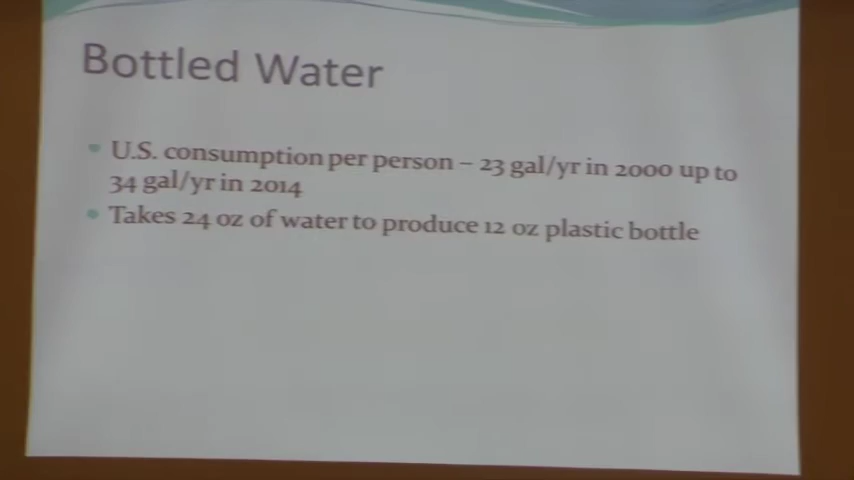 Bottled Water
• U.S. consumption per person – 23 gal/yr in 2000 up to
34 gal/yr in 2014
• Takes 24 oz of water to produce 12 oz plastic bottle